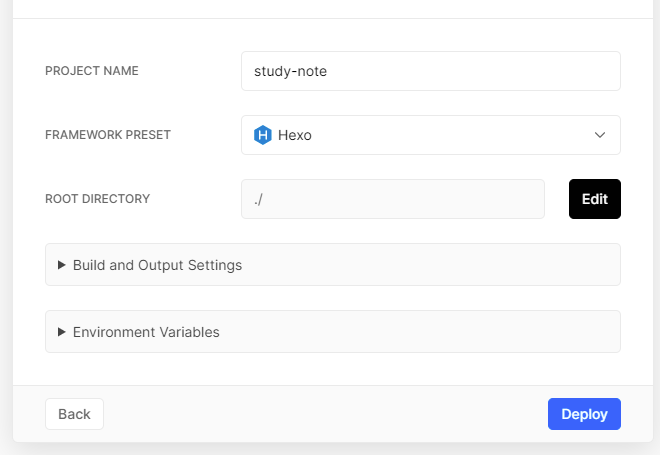 PROJECT NAME
study-note
FRAMEWORK PRESET
H Hexo
ROOT DIRECTORY
./
Edit
Build and Output Settings
Environment Variables
Back
Deploy